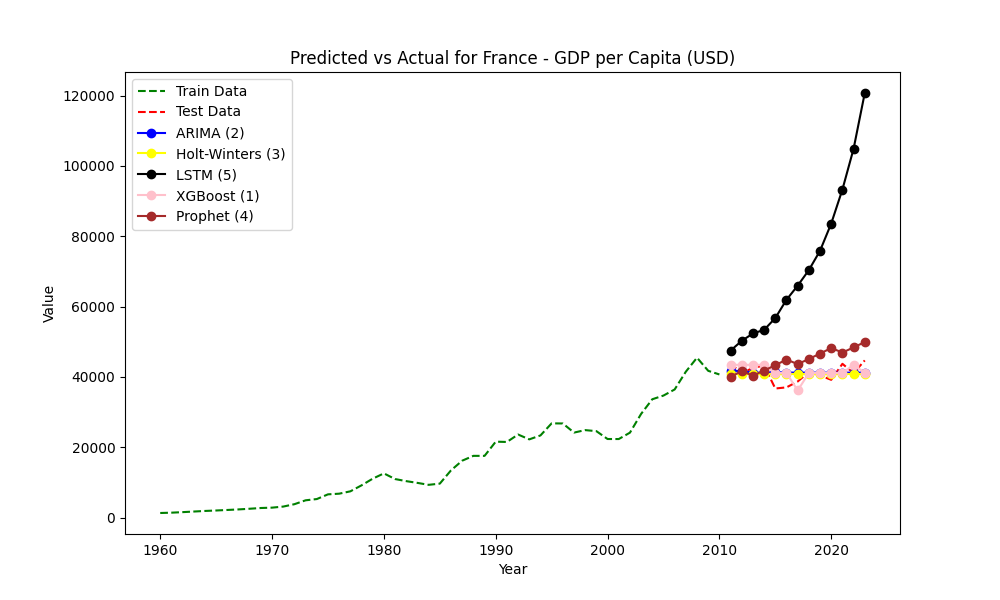 Predicted vs Actual for France - GDP per Capita (USD)
Train Data
Test Data
ARIMA (2)
Holt-Winters (3)
LSTM (5)
XGBoost (1)
Prophet (4)
120000
100000
80000
60000
40000
20000
0
Value
1960
1970
1980
1990
2000
2010
2020
Year